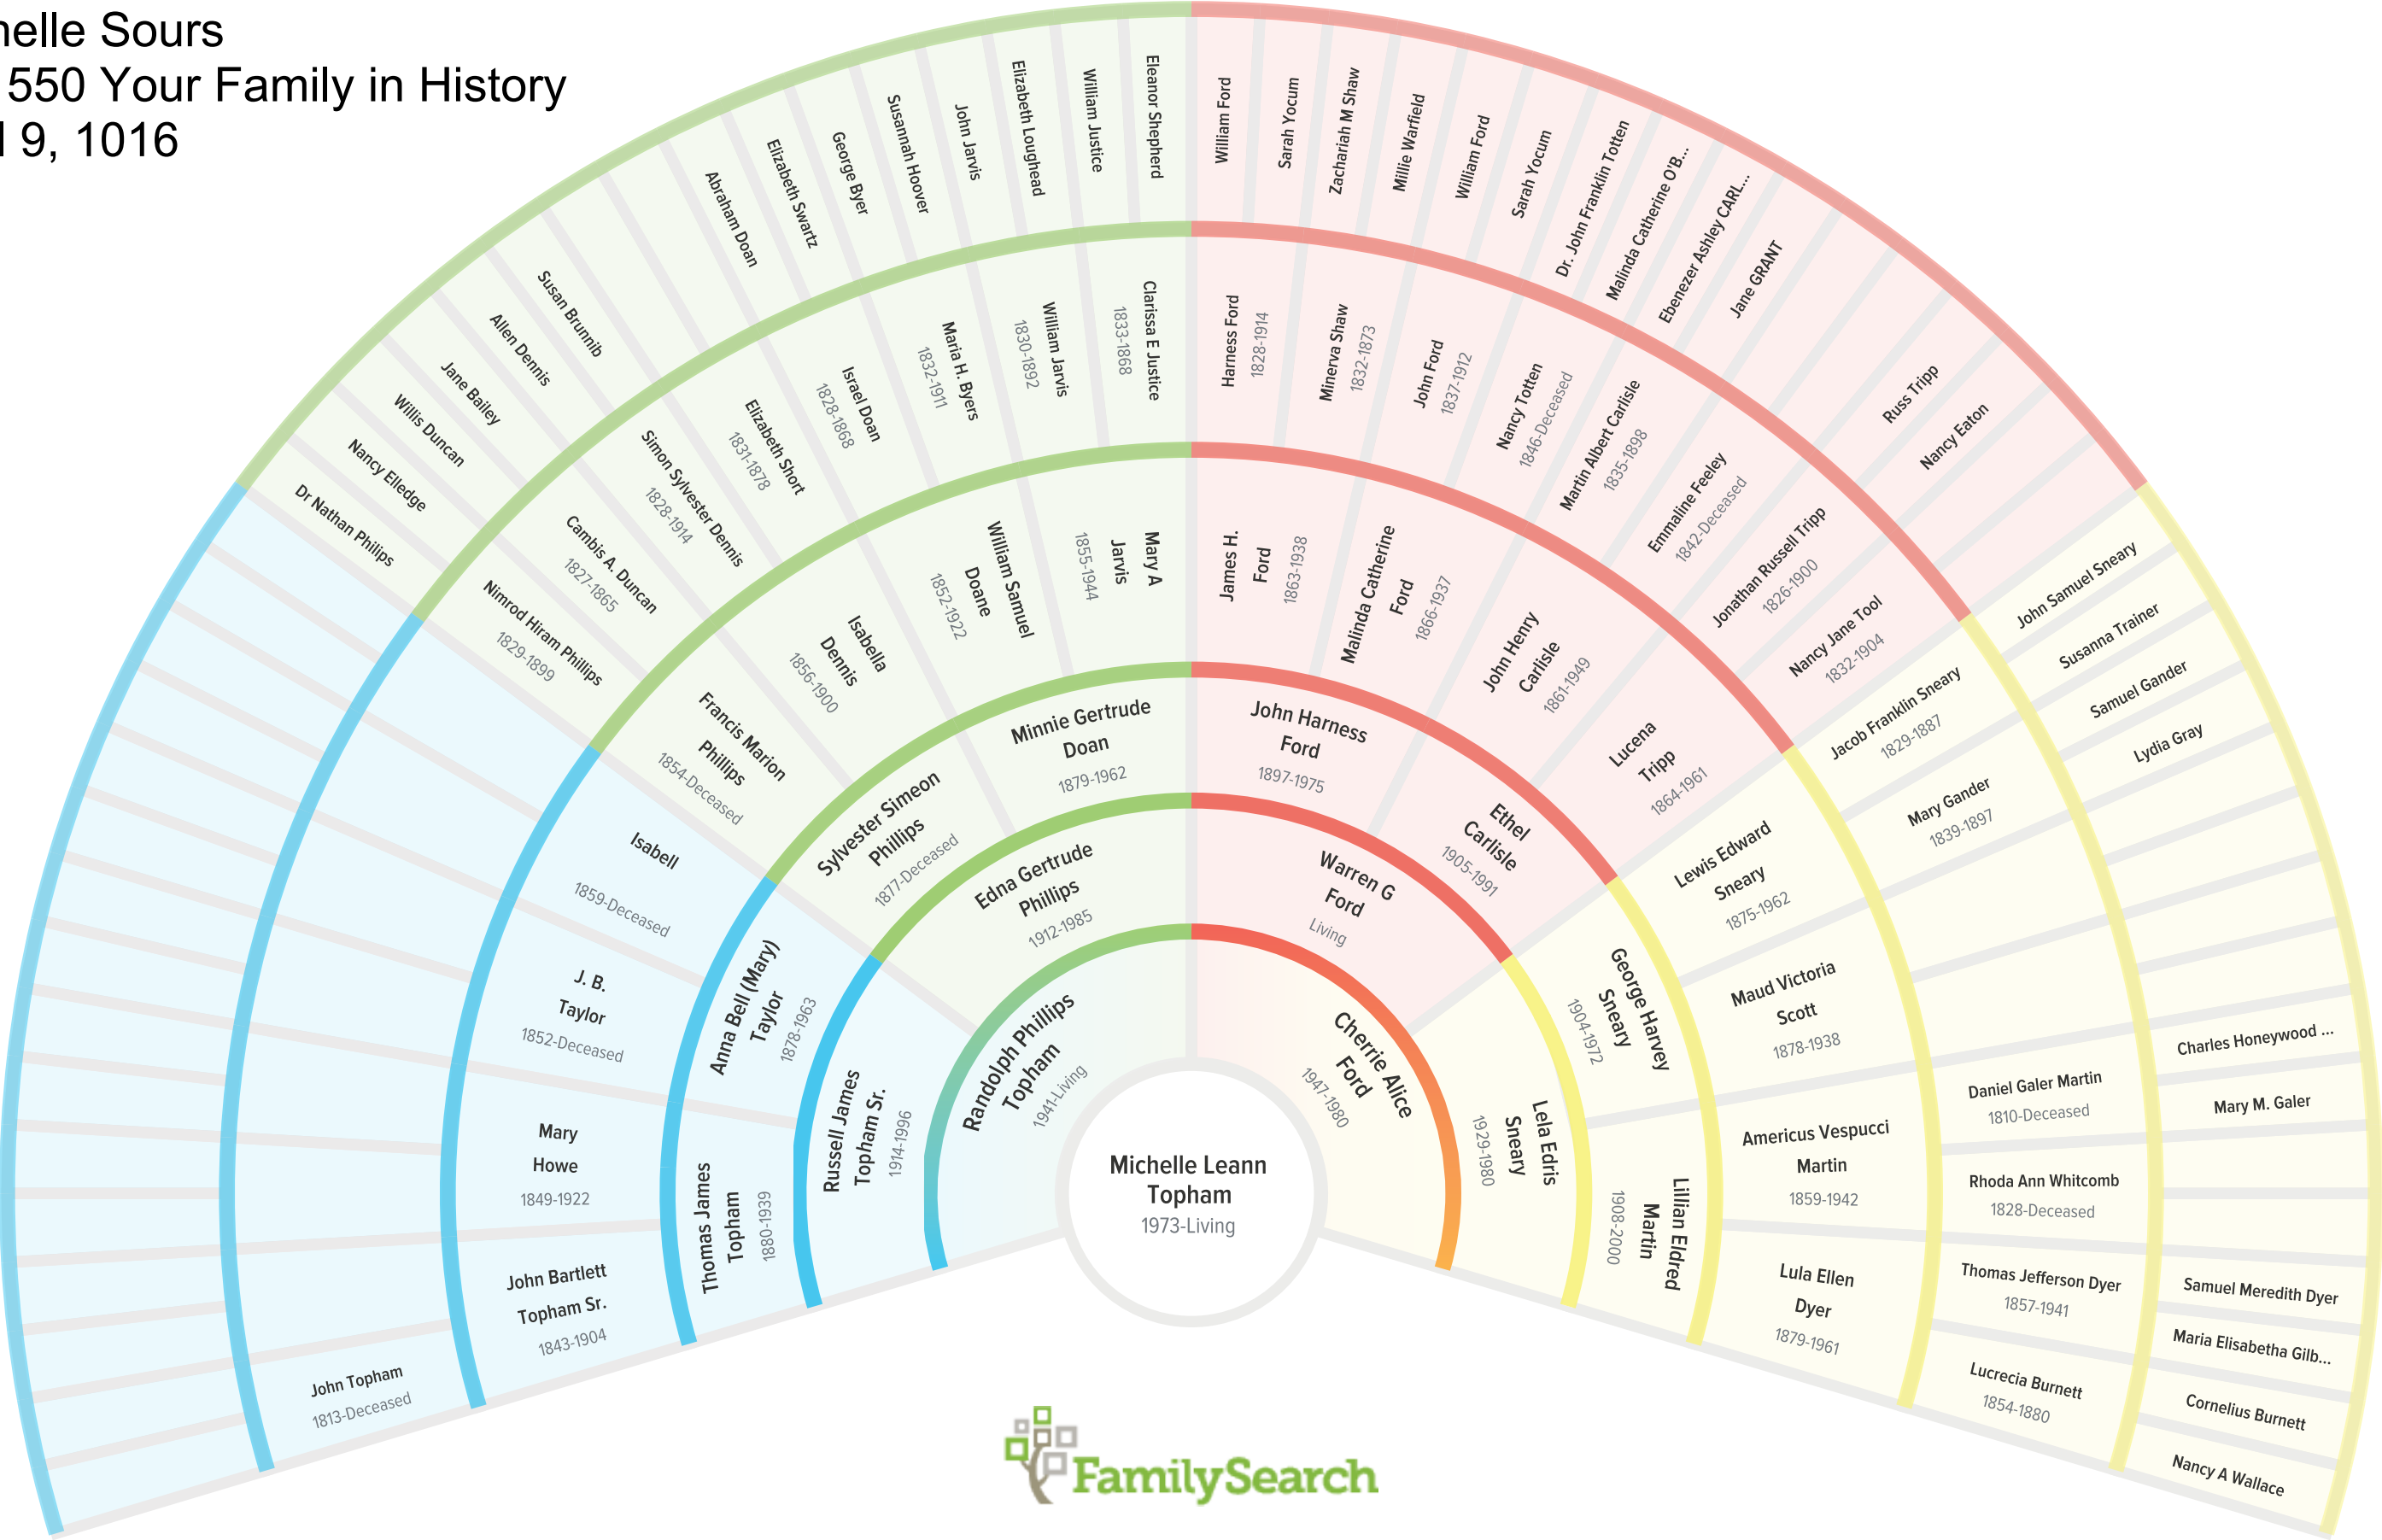 nelle Sours
550 Your Family in History
l 9, 1016
Michelle Leann
Topham
1973-Living
Randolph Phillips
Topham
1941-Living
Cherrie Alice
Ford
1947-1980
Russell James
Topham Sr.
1914-1996
Edna Gertrude
Phillips
1912-1985
Warren G
Ford
Living
Lela Edris
Sneary
1929-1980
Thomas James
Topham
1880-1939
Anna Bell (Mary)
Taylor
1878-1963
Sylvester Simeon
Phillips
1877-Deceased
Minnie Gertrude
Doan
1879-1962
John Harness
Ford
1897-1975
Ethel
Carlisle
1905-1991
George Harvey
Sneary
1904-1972
Lillian Eldred
Martin
1908-2000
John Bartlett
Topham Sr.
1843-1904
Mary
Howe
1849-1922
J. B.
Taylor
1852-Deceased
Isabell
1859-Deceased
Francis Marion
Phillips
1854-Deceased
Isabella
Dennis
1856-1900
William Samuel
Doane
1852-1922
Mary A
Jarvis
1855-1944
James H.
Ford
1863-1938
Malinda Catherine
Ford
1866-1937
John Henry
Carlisle
1861-1949
Lucena
Tripp
1864-1961
Lewis Edward
Sneary
1875-1962
Maud Victoria
Scott
1878-1938
Americus Vespucci
Martin
1859-1942
Lula Ellen
Dyer
1879-1961
John Topham
1813-Deceased
Nimrod Hiram Phillips
1829-1899
Cambis A. Duncan
1827-1865
Simon Sylvester Dennis
1828-1914
Elizabeth Short
1831-1878
Israel Doan
1828-1868
Maria H. Byers
1832-1911
William Jarvis
1830-1892
Clarissa E Justice
1833-1868
Harness Ford
1828-1914
Minerva Shaw
1832-1873
John Ford
1837-1912
Nancy Totten
1846-Deceased
Martin Albert Carlisle
1835-1898
Emmaline Feeley
1842-Deceased
Jonathan Russell Tripp
1826-1900
Nancy Jane Tool
1832-1904
Jacob Franklin Sneary
1829-1887
Mary Gander
1839-1897
Daniel Galer Martin
1810-Deceased
Rhoda Ann Whitcomb
1828-Deceased
Thomas Jefferson Dyer
1857-1941
Lucrecia Burnett
1854-1880
Dr Nathan Philips
Nancy Elledge
Willis Duncan
Jane Bailey
Allen Dennis
Susan Brunnib
Abraham Doan
Elizabeth Swartz
George Byer
Susannah Hoover
John Jarvis
Elizabeth Loughead
William Justice
Eleanor Shepherd
William Ford
Sarah Yocum
Zachariah M Shaw
Millie Warfield
William Ford
Sarah Yocum
Dr. John Franklin Totten
Malinda Catherine O'B...
Ebenezer Ashley CARL...
Jane GRANT
Russ Tripp
Nancy Eaton
John Samuel Sneary
Susanna Trainer
Samuel Gander
Lydia Gray
Charles Honeywood ...
Mary M. Galer
Samuel Meredith Dyer
Maria Elisabetha Gilb...
Cornelius Burnett
Nancy A Wallace
FamilySearch